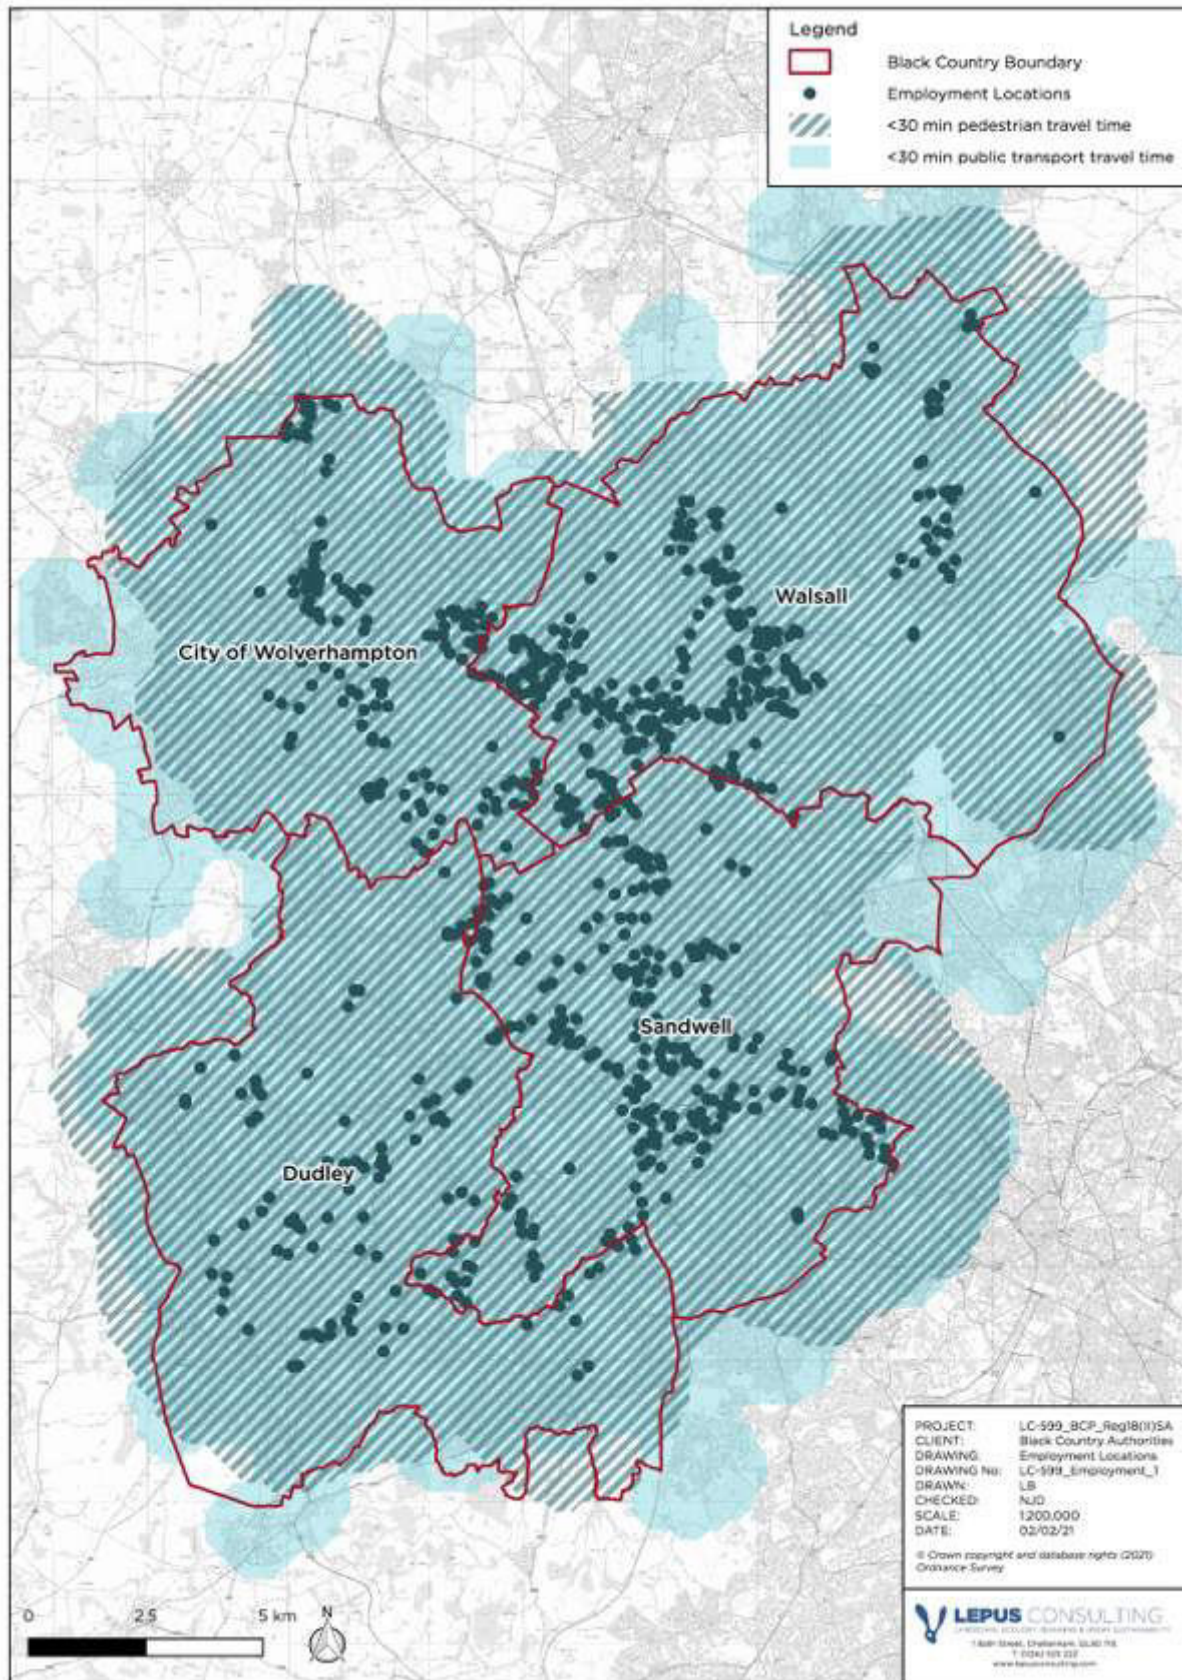 Legend
Black Country Boundary
Employment Locations
<30 min pedestrian travel time
<30 min public transport travel time
Walsall
City of Wolverhampton
Sandwell
Dudley
PROJECT: LC-599_BCP_Reg18(II)SA
CLIENT: Black Country Authorities
DRAWING: Employment Locations
DRAWING No: LC-599_Employment_1
DRAWN: LB
CHECKED: NJD
SCALE: 1:200,000
DATE: 02/02/21
© Crown copyright and database rights (2021)
Ordnance Survey
0 2.5 5 km
N
LEPUS CONSULTING
www.lepusconsulting.com